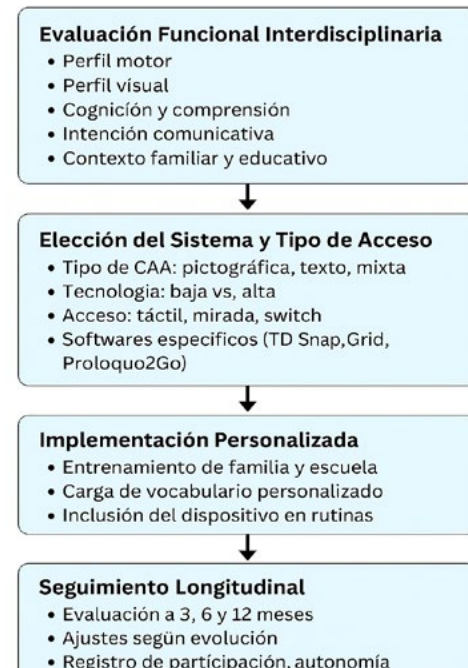 Evaluación Funcional Interdisciplinaria
• Perfil motor
• Perfil vísual
• Cognicíón y comprensión
• Intención comunicativa
• Contexto familiar y educativo
Elección del Sistema y Tipo de Acceso
• Tipo de CAA: pictográfica, texto, mixta
• Tecnologia: baja vs, alta
• Acceso: táctil, mirada, switch
• Softwares especificos (TD Snap,Grid,
Proloquo2Go)
Implementación Personalizada
• Entrenamiento de familia y escuela
• Carga de vocabulario personalizado
• Inclusión del dispositivo en rutinas
Seguimiento Longitudinal
• Evaluación a 3, 6 y 12 meses
• Ajustes según evolución
• Registro de partícipación, autonomía